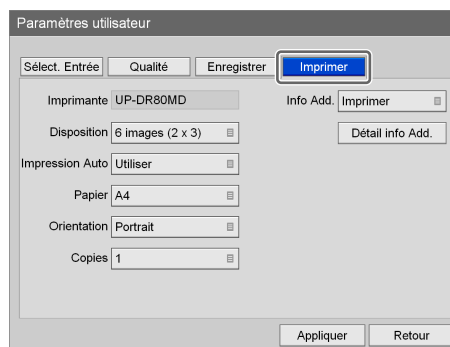 Paramètres utilisateur
Sélect. Entrée Qualité Enregistrer Imprimer
Imprimante UP-DR80MD Info Add. Imprimer
Disposition 6 images (2 x 3) Détail info Add.
Impression Auto Utiliser
Papier A4
Orientation Portrait
Copies 1
Appliquer Retour